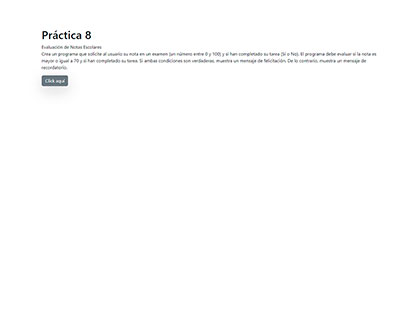 Práctica 8
Evaluación de Notas Escolares
Crea un programa que solicite al usuario su nota en un examen (un número entre 0 y 100) y si han completado su tarea (Sí o No). El programa debe evaluar si la nota es
mayor o igual a 70 y si han completado su tarea. Si ambas condiciones son verdaderas, muestra un mensaje de felicitación. De lo contrario, muestra un mensaje de
recordatorio.
Click aquí